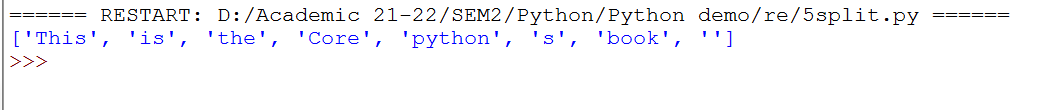 ====== RESTART: D:/Academic 21-22/SEM2/Python/Python demo/re/5split.py ======
['This', 'is', 'the', 'Core', 'python', 's', 'book', '']
>>>